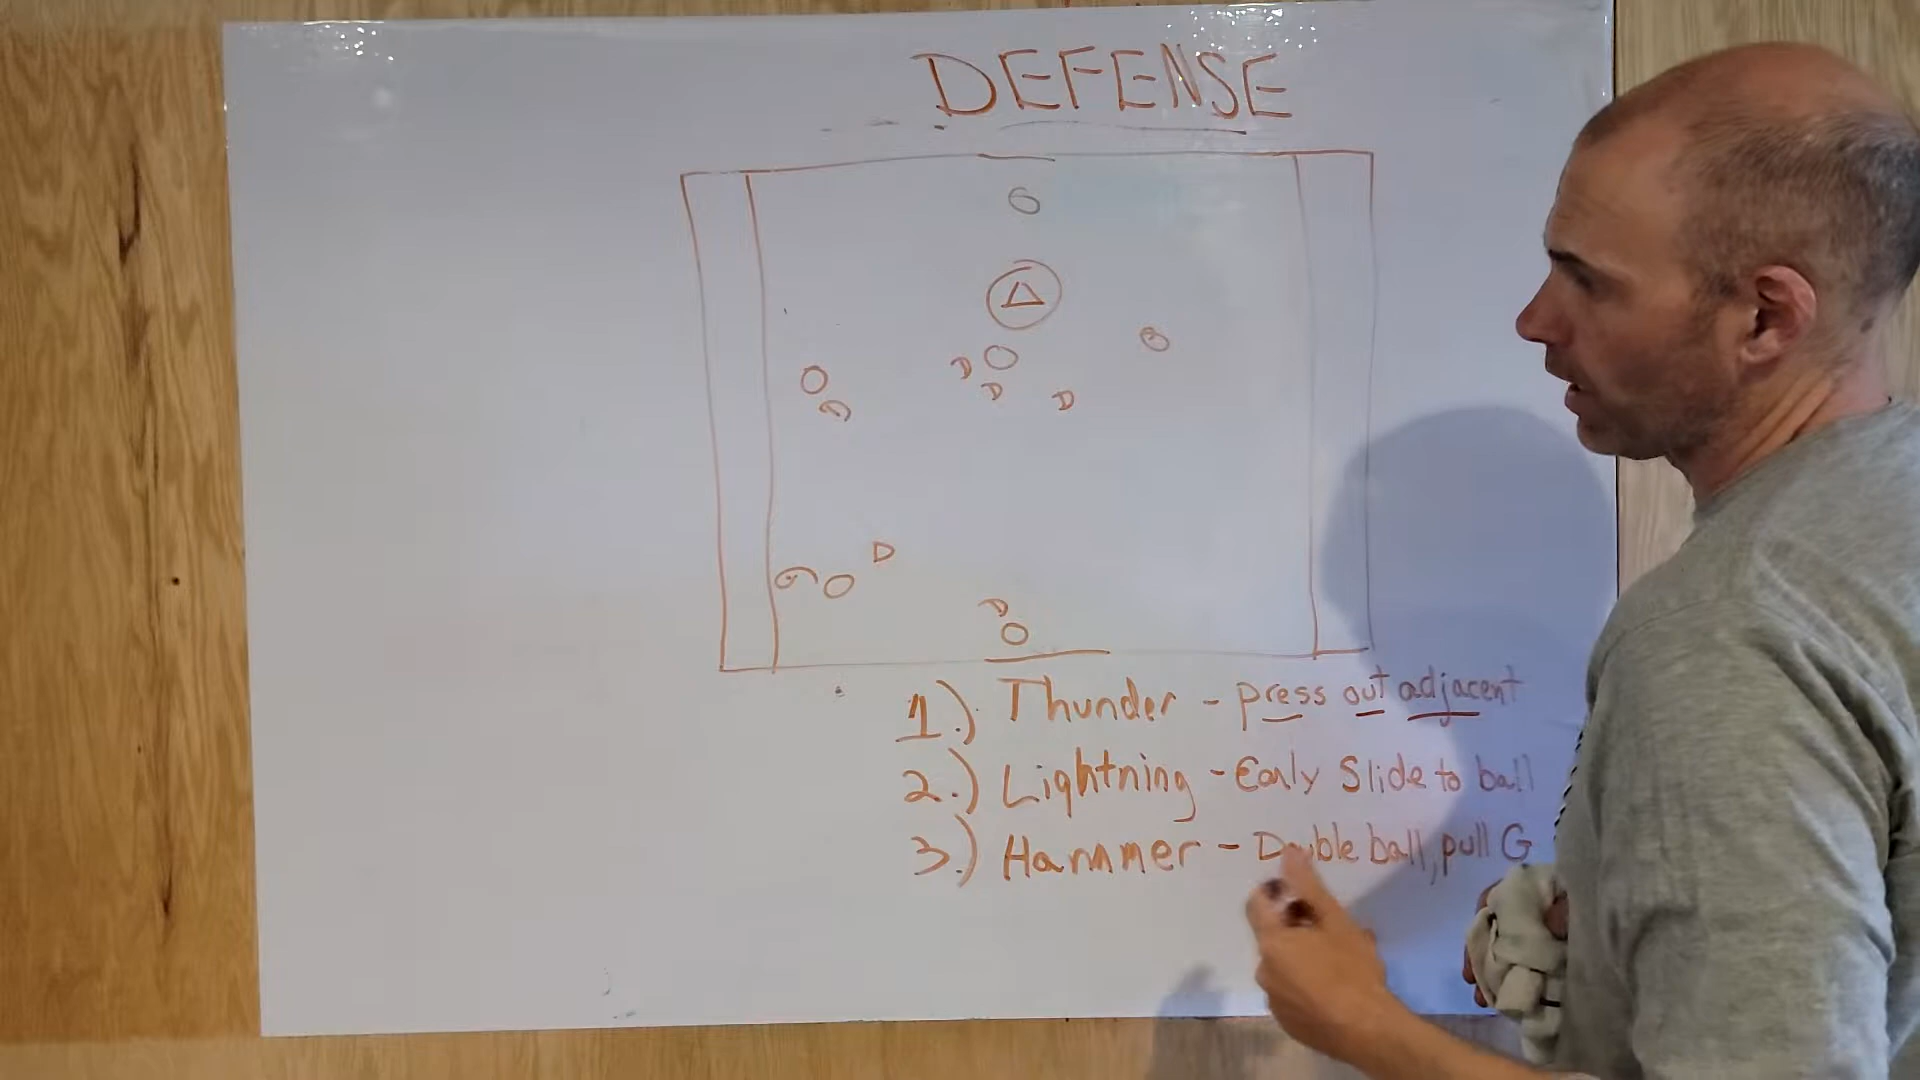 DEFENSE
D
D
D
D
D
D
1.) Thunder - press out adjacent
2.) Lightning - Early Slide to ball
3.) Hammer - Double ball, pull G